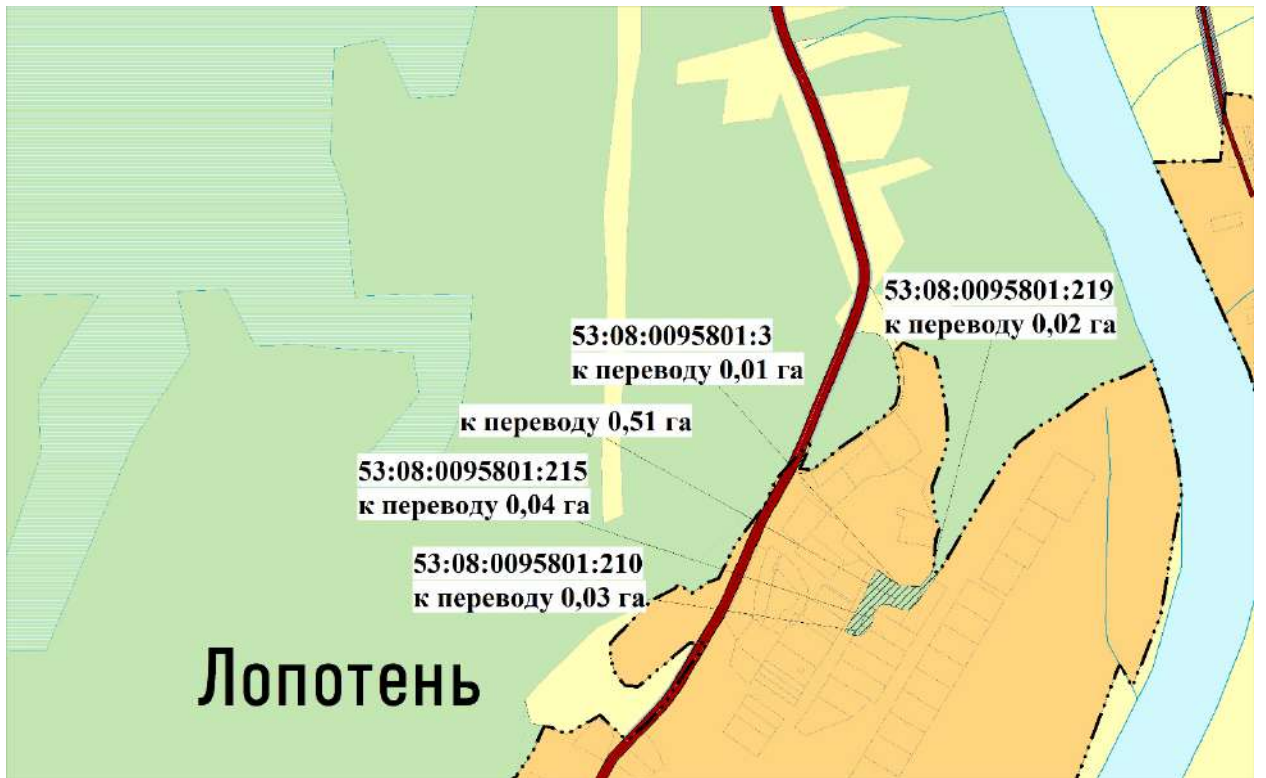 53:08:0095801:219
к переводу 0,02 га
53:08:0095801:3
к переводу 0,01 га
к переводу 0,51 га
53:08:0095801:215
к переводу 0,04 га
53:08:0095801:210
к переводу 0,03 га
Лопотень